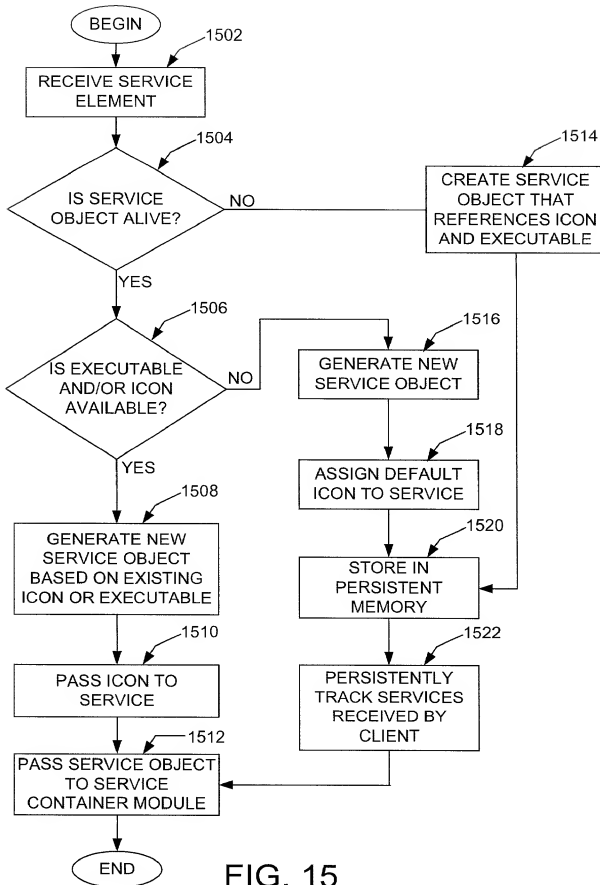 BEGIN
1502
RECEIVE SERVICE
ELEMENT
1504
IS SERVICE
OBJECT ALIVE?
NO
YES
1514
CREATE SERVICE
OBJECT THAT
REFERENCES ICON
AND EXECUTABLE
1506
IS EXECUTABLE
AND/OR ICON
AVAILABLE?
NO
YES
1516
GENERATE NEW
SERVICE OBJECT
1518
ASSIGN DEFAULT
ICON TO SERVICE
1508
GENERATE NEW
SERVICE OBJECT
BASED ON EXISTING
ICON OR EXECUTABLE
1520
STORE IN
PERSISTENT
MEMORY
1510
PASS ICON TO
SERVICE
1522
PERSISTENTLY
TRACK SERVICES
RECEIVED BY
CLIENT
1512
PASS SERVICE OBJECT
TO SERVICE
CONTAINER MODULE
END
FIG. 15